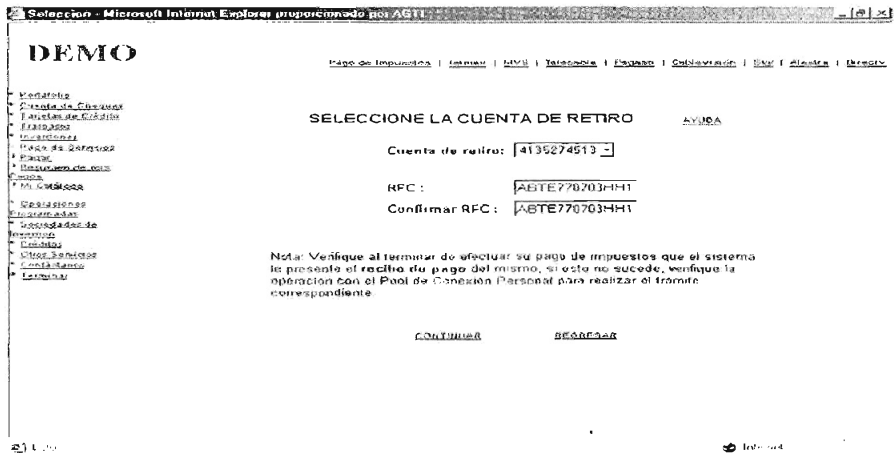 Seleccion - Microsoft Internet Explorer proporcionado por AGTI
DEMO
Pago de Impuestos | Iusacel | MVS | Telecable | Pegaso | Cablevisión | Sky | Alestra | Directv
Portafolio
Cuenta de Cheques
Tarjetas de Crédito
Traspasos
Inversiones
Pago de Servicios
Pagar
Resumen de mis
Pagos
Mi Catálogo
Operaciones
Programadas
Sociedades de
Inversión
Créditos
Otros Servicios
Contáctanos
Terminar
SELECCIONE LA CUENTA DE RETIRO AYUDA
Cuenta de retiro: 4135274513
RFC : ABTE770703HH1
Confirmar RFC : ABTE770703HH1
Nota: Verifique al terminar de efectuar su pago de impuestos que el sistema
le presente el recibo de pago del mismo, si esto no sucede, verifique la
operación con el Pool de Conexión Personal para realizar el trámite
correspondiente
CONTINUAR REGRESAR
Internet